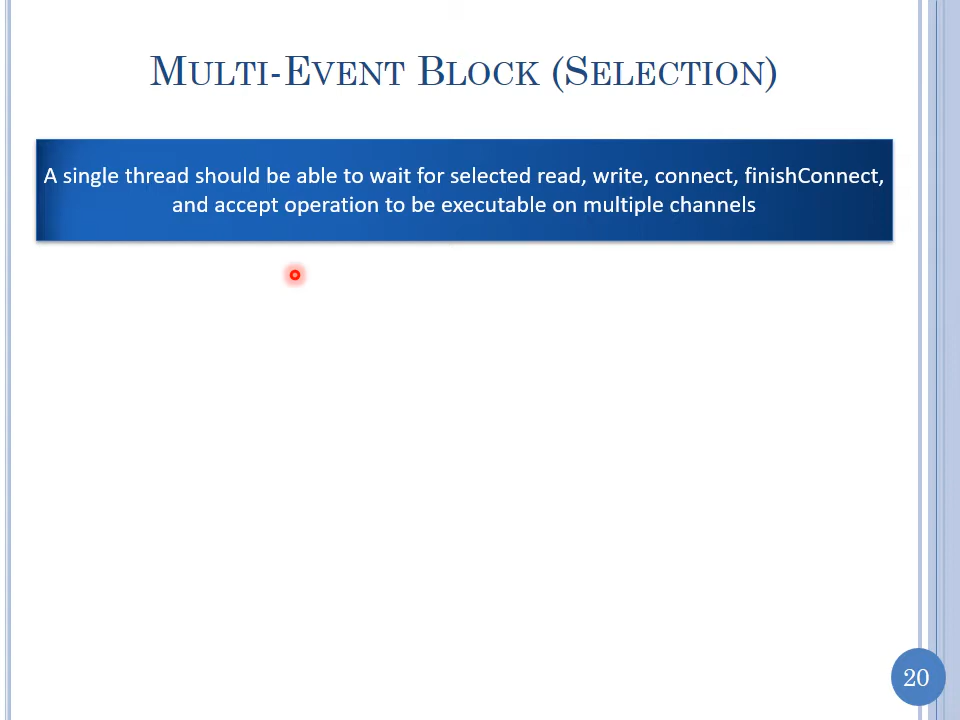 MULTI-EVENT BLOCK (SELECTION)
A single thread should be able to wait for selected read, write, connect, finishConnect,
and accept operation to be executable on multiple channels
20